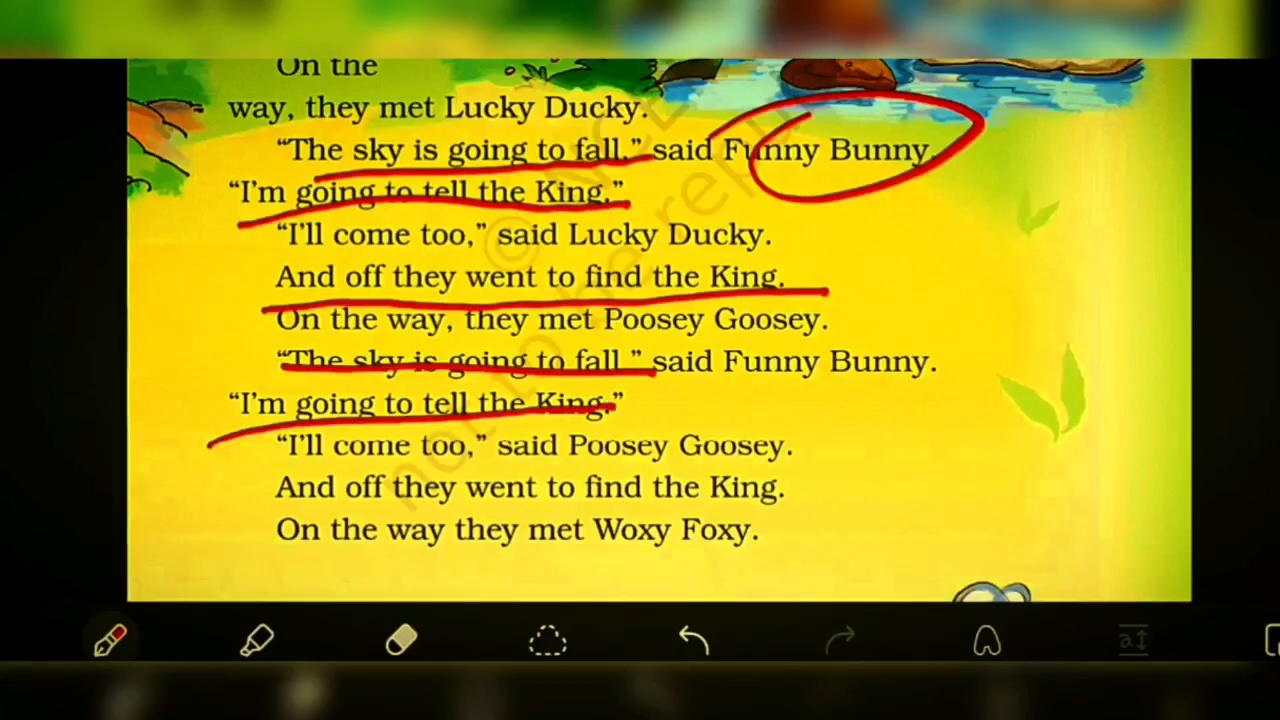 On the
way, they met Lucky Ducky.
“The sky is going to fall.” said Funny Bunny.
“I'm going to tell the King.”
“I'll come too,” said Lucky Ducky.
And off they went to find the King.
On the way, they met Poosey Goosey.
“The sky is going to fall ” said Funny Bunny.
“I'm going to tell the King.”
“I'll come too,” said Poosey Goosey.
And off they went to find the King.
On the way they met Woxy Foxy.